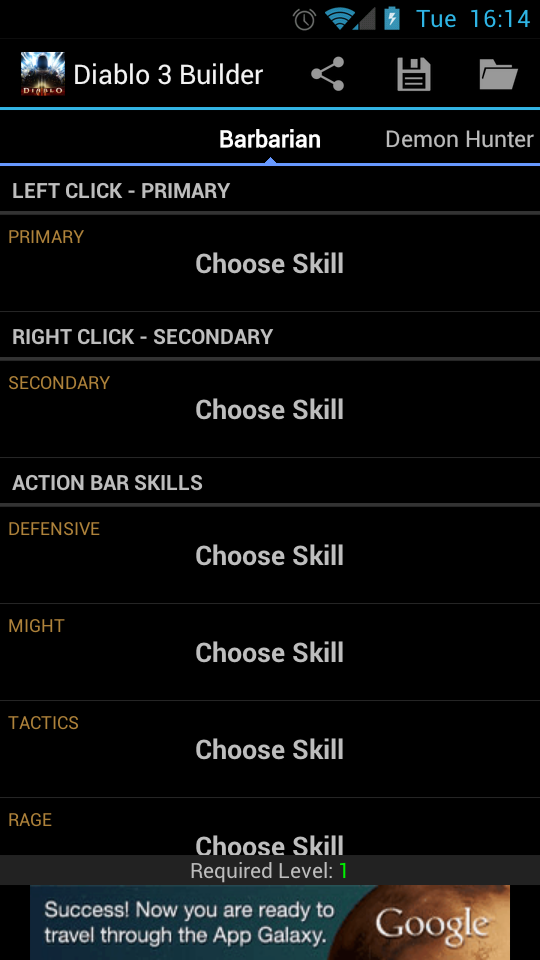 Tue 16:14
DIABLO
Diablo 3 Builder
Barbarian
Demon Hunter
LEFT CLICK - PRIMARY
PRIMARY
Choose Skill
RIGHT CLICK - SECONDARY
SECONDARY
Choose Skill
ACTION BAR SKILLS
DEFENSIVE
Choose Skill
MIGHT
Choose Skill
TACTICS
Choose Skill
RAGE
Choose Skill
Required Level: 1
Success! Now you are ready to
travel through the App Galaxy.
Google